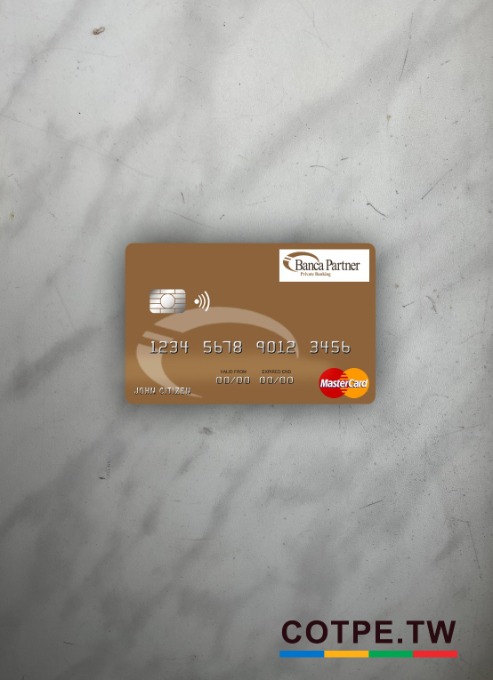 Banca Partner
Private Banking
1234 5678 9012 3456
VALID FROM
EXPIRES END
00/00 00/00
JOHN CITIZEN
MasterCard
COTPE.TW